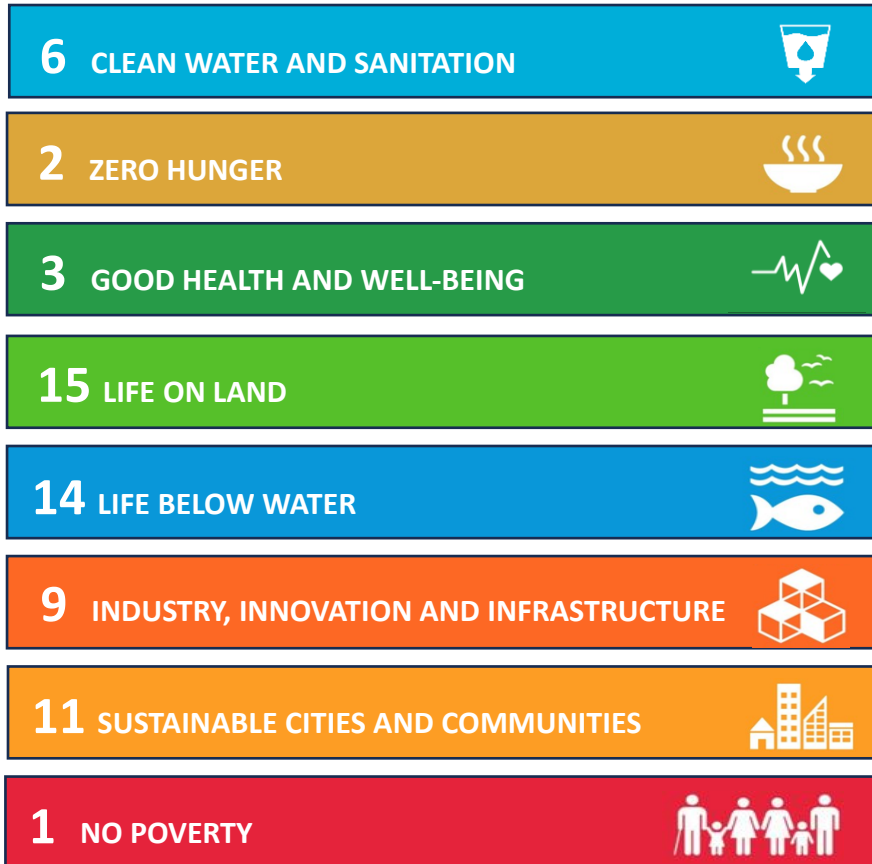 6 CLEAN WATER AND SANITATION
2 ZERO HUNGER
3 GOOD HEALTH AND WELL-BEING
15 LIFE ON LAND
14 LIFE BELOW WATER
9 INDUSTRY, INNOVATION AND INFRASTRUCTURE
11 SUSTAINABLE CITIES AND COMMUNITIES
1 NO POVERTY